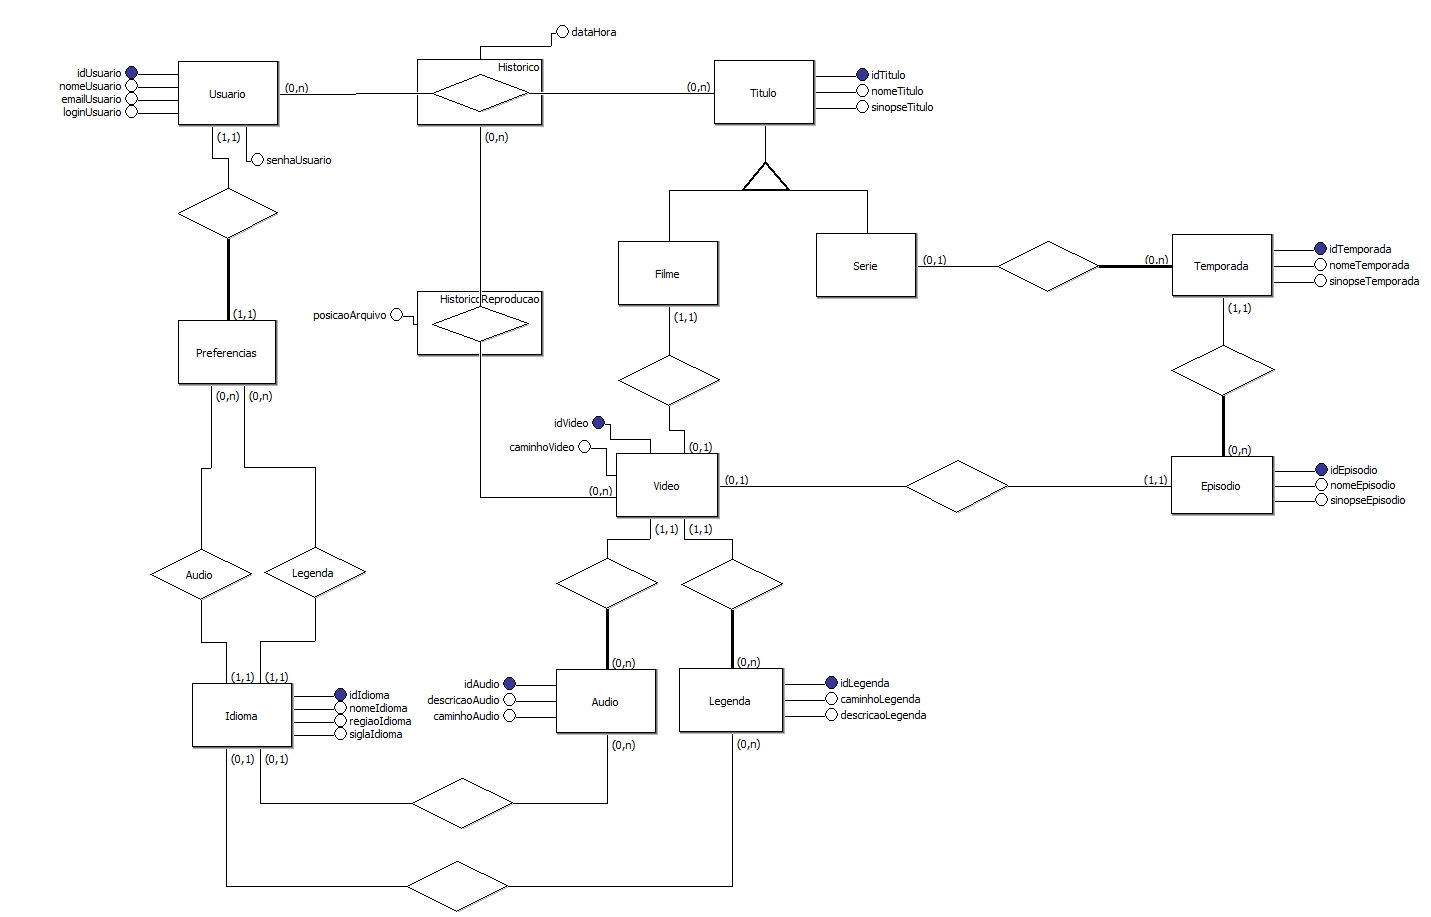 dataHora
idUsuario
nomeUsuario
emailUsuario
loginUsuario
Usuario
(0,n)
Historico
(0,n)
Titulo
idTitulo
nomeTitulo
sinopseTitulo
(1,1)
senhaUsuario
(0,n)
Filme
(1,1)
Serie
(0,1)
(0,n)
Temporada
idTemporada
nomeTemporada
sinopseTemporada
(1,1)
HistoricoReproducao
posicaoArquivo
(1,1)
Preferencias
(0,n)
(0,n)
idVideo
caminhoVideo
(0,1)
(0,n)
Video
(0,1)
(1,1)
(0,n)
Episodio
idEpisodio
nomeEpisodio
sinopseEpisodio
(1,1)
(1,1)
Audio
Legenda
(1,1)
(1,1)
Idioma
idIdioma
nomeIdioma
regiaoIdioma
siglaIdioma
(0,1)
(0,1)
(0,n)
idAudio
descricaoAudio
caminhoAudio
Audio
(0,n)
(0,n)
Legenda
idLegenda
caminhoLegenda
descricaoLegenda
(0,n)